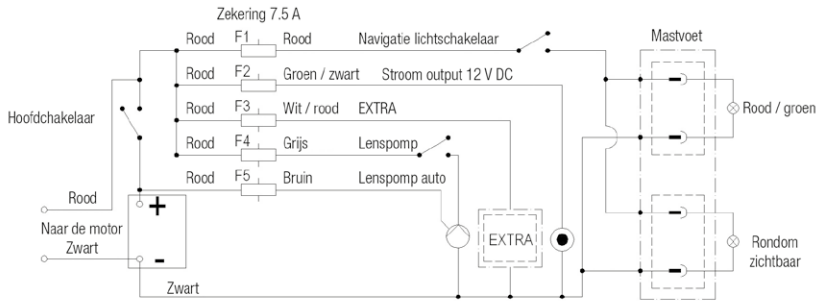 Zekering 7.5 A
Rood F1 Rood Navigatie lichtschakelaar
Mastvoet
Rood F2 Groen / zwart Stroom output 12 V DC
Rood F3 Wit / rood EXTRA
Rood / groen
Hoofdchakelaar
Rood F4 Grijs Lenspomp
Rood F5 Bruin Lenspomp auto
Rood
+
Naar de motor
EXTRA
Rondom
zichtbaar
Zwart
-
Zwart